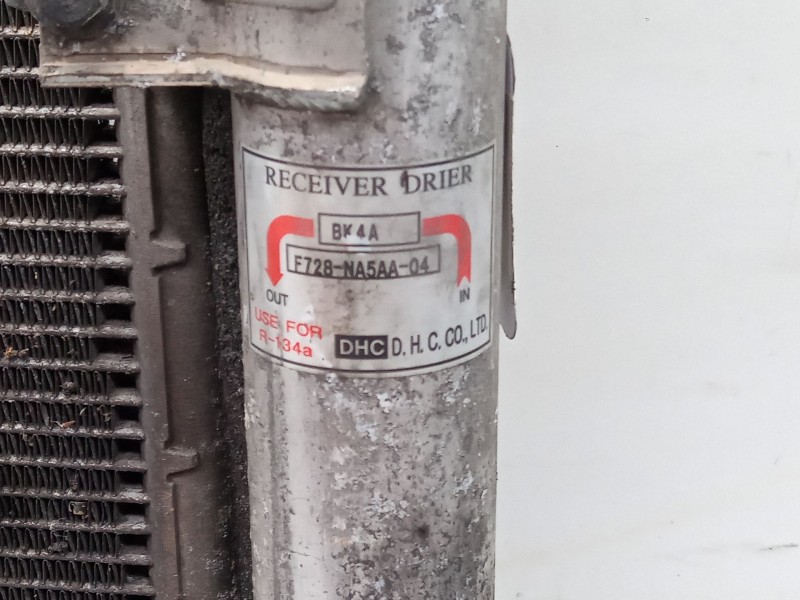 RECEIVER DRIER
BK4A
F728-NA5AA-04
OUT IN
USE FOR
R-134a
DHC D. H. C. CO., LTD.